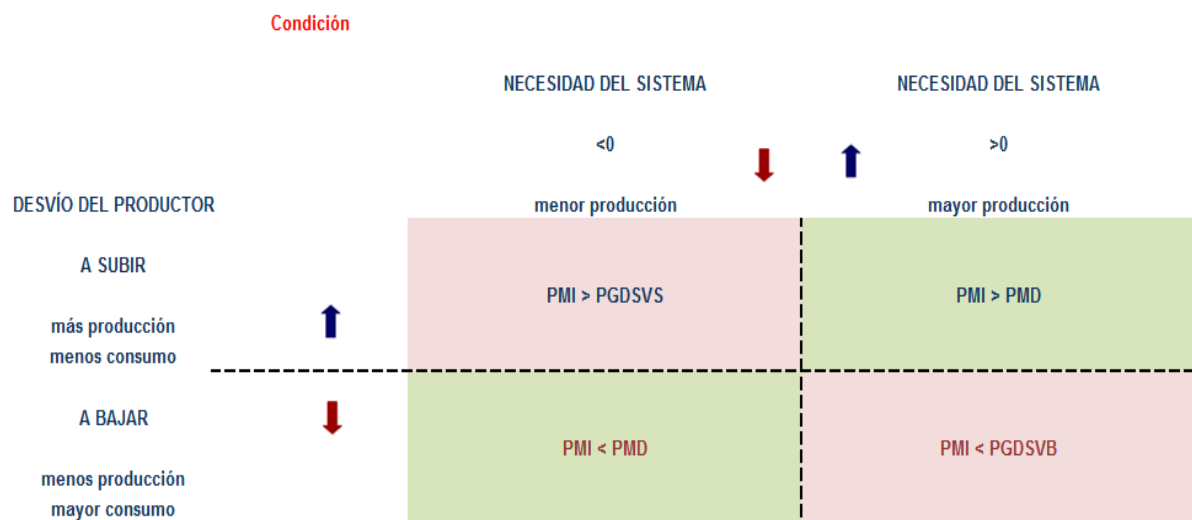 Condición
NECESIDAD DEL SISTEMA
NECESIDAD DEL SISTEMA
<0
>0
DESVÍO DEL PRODUCTOR
menor producción
mayor producción
A SUBIR
PMI > PGDSVS
PMI > PMD
más producción
menos consumo
A BAJAR
PMI < PMD
PMI < PGDSVB
menos producción
mayor consumo